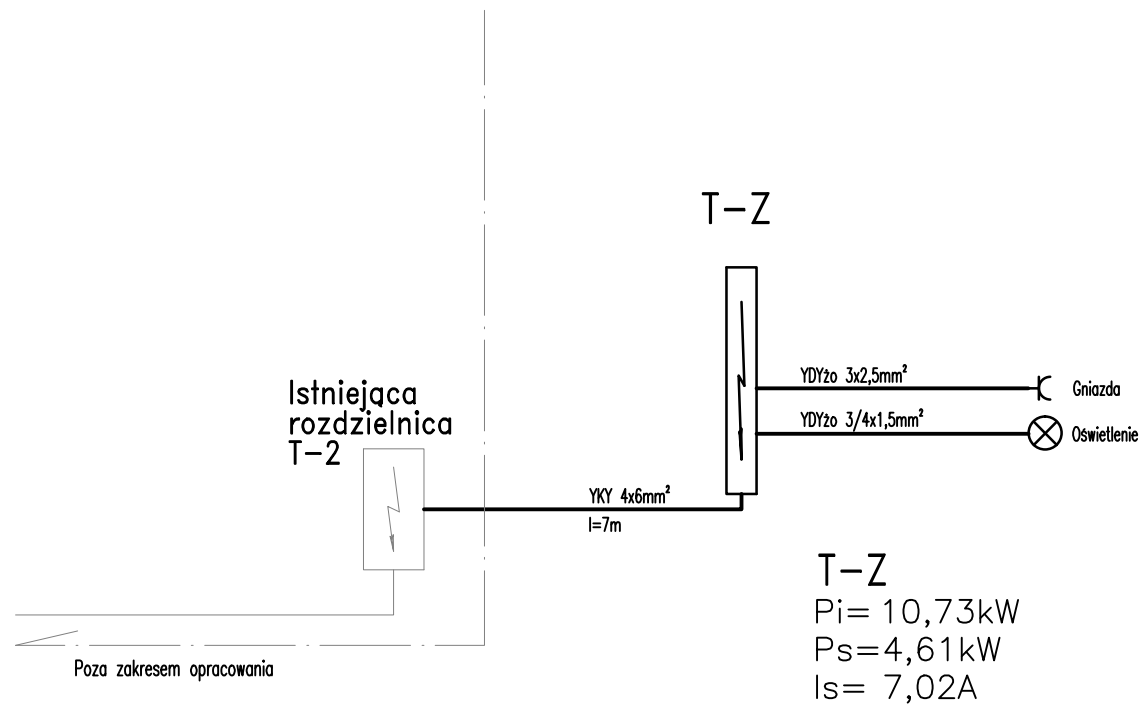 T-Z
YDYżo 3x2,5mm²
Gniazda
YDYżo 3/4x1,5mm²
Oświetlenie
Istniejąca
rozdzielnica
T-2
YKY 4x6mm²
l=7m
T-Z
Pi= 10,73kW
Ps=4,61kW
Is= 7,02A
Poza zakresem opracowania